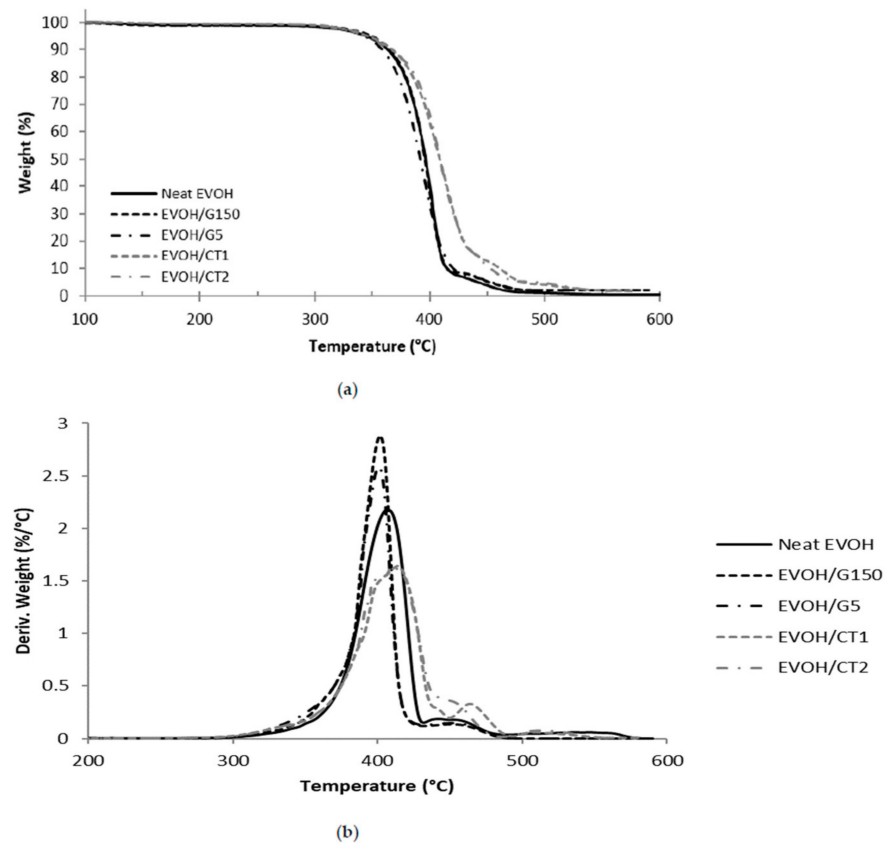 100
90
80
70
60
50
40
30
20
10
0
Weight (%)
Neat EVOH
EVOH/G150
EVOH/G5
EVOH/CT1
EVOH/CT2
100 200 300 400 500 600
Temperature (°C)
(a)
3
2.5
2
1.5
1
0.5
0
Deriv. Weight (%/°C)
Neat EVOH
EVOH/G150
EVOH/G5
EVOH/CT1
EVOH/CT2
200 300 400 500 600
Temperature (°C)
(b)